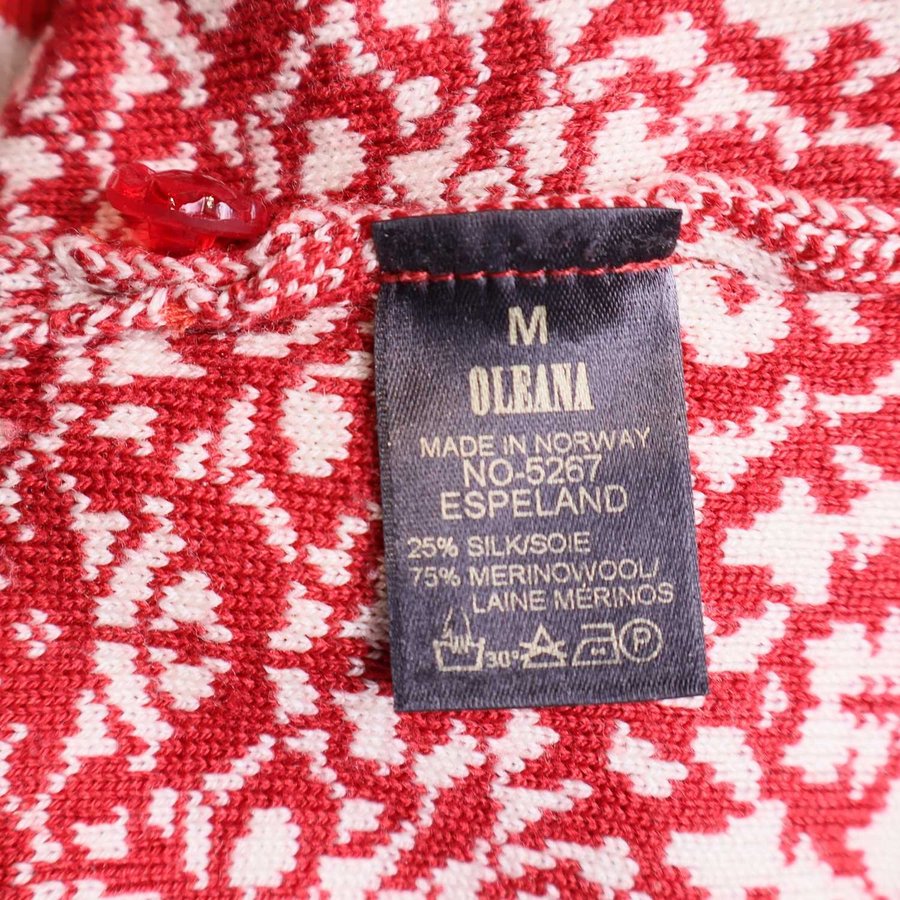 M
OLEANA
MADE IN NORWAY
NO-5267
ESPELAND
25% SILK/SOIE
75% MERINOWOOL/
LAINE MERINOS
30° P